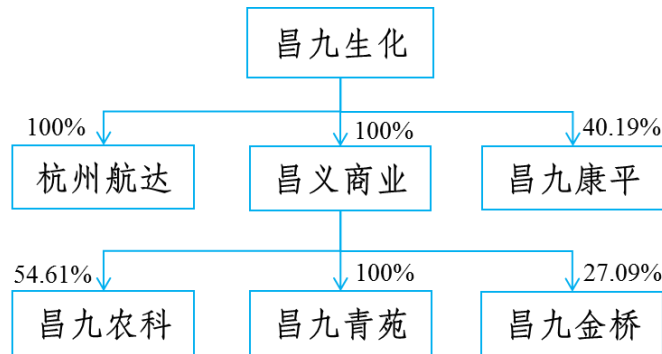 昌九生化
100%
100%
40.19%
杭州航达
昌义商业
昌九康平
54.61%
100%
27.09%
昌九农科
昌九青苑
昌九金桥